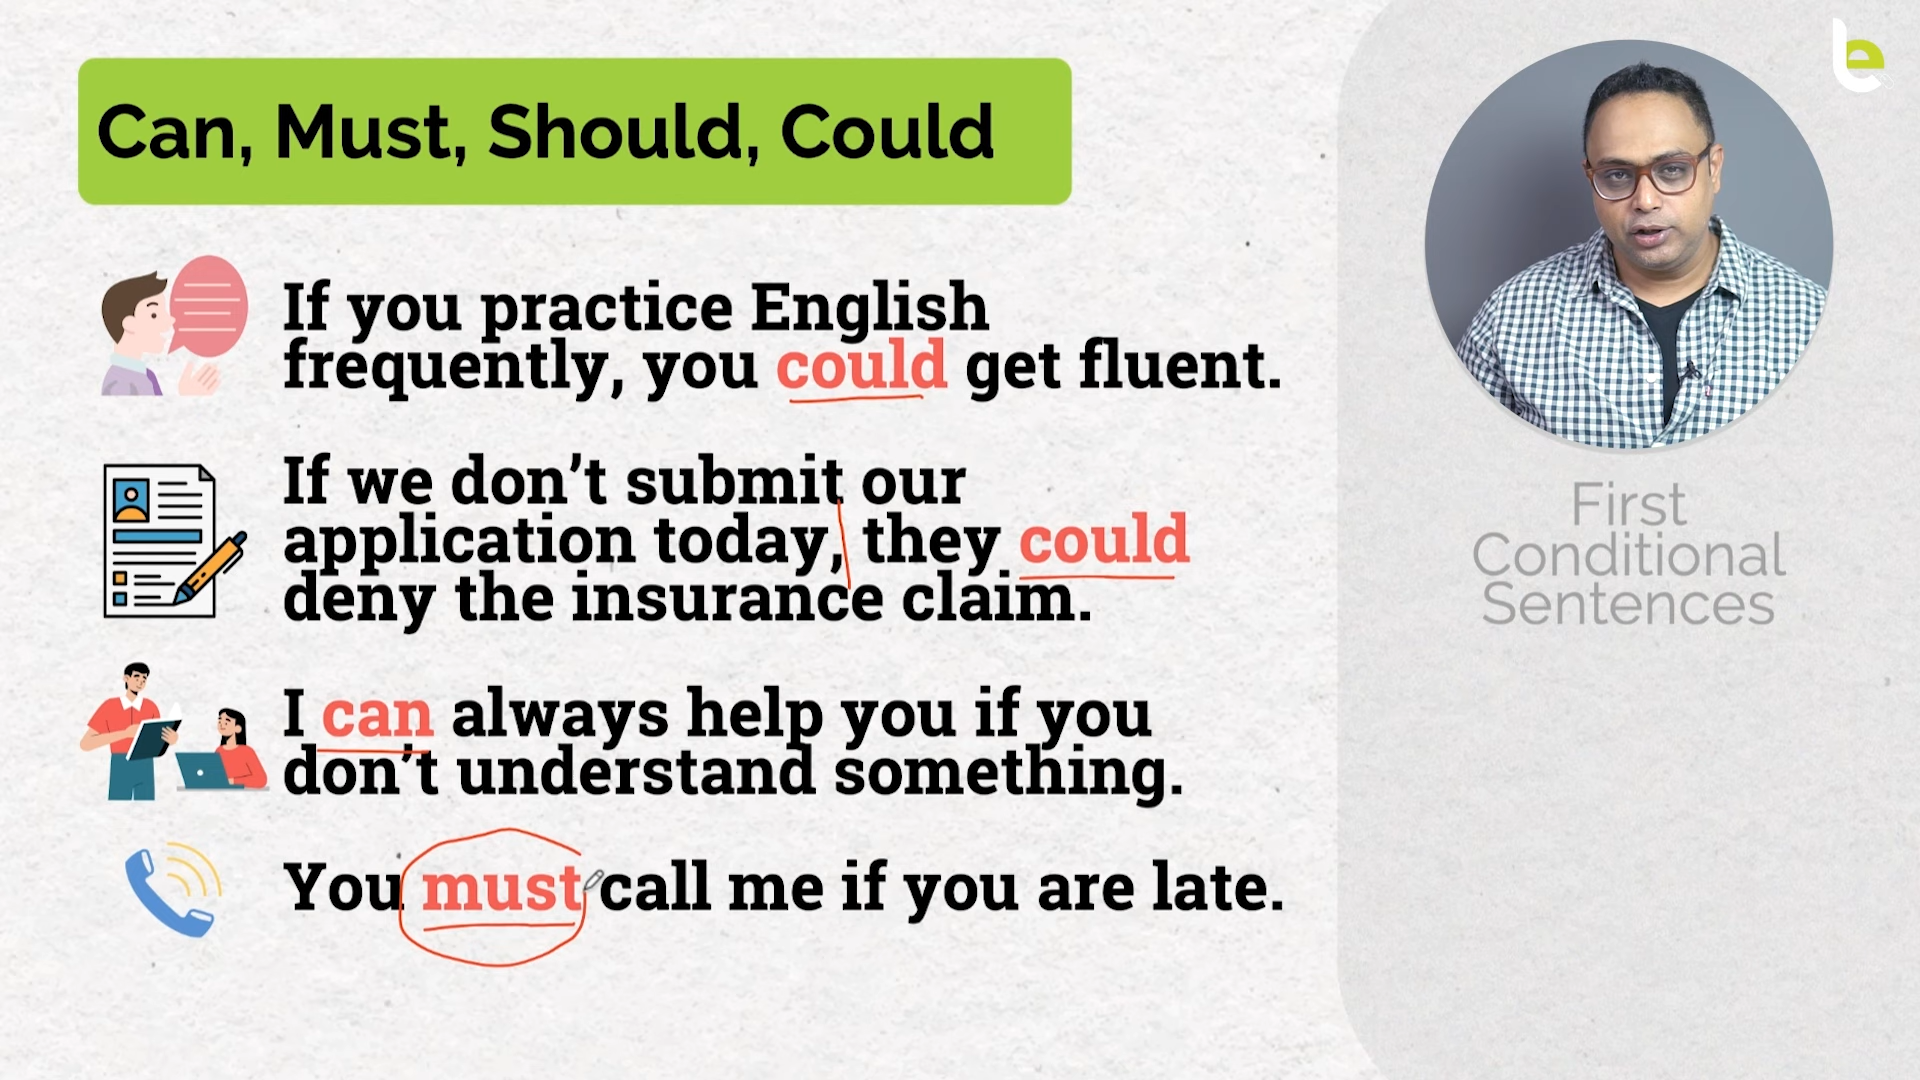 Can, Must, Should, Could
If you practice English
frequently, you could get fluent.
If we don’t submit our
application today, they could
deny the insurance claim.
I can always help you if you
don’t understand something.
You must call me if you are late.
First
Conditional
Sentences